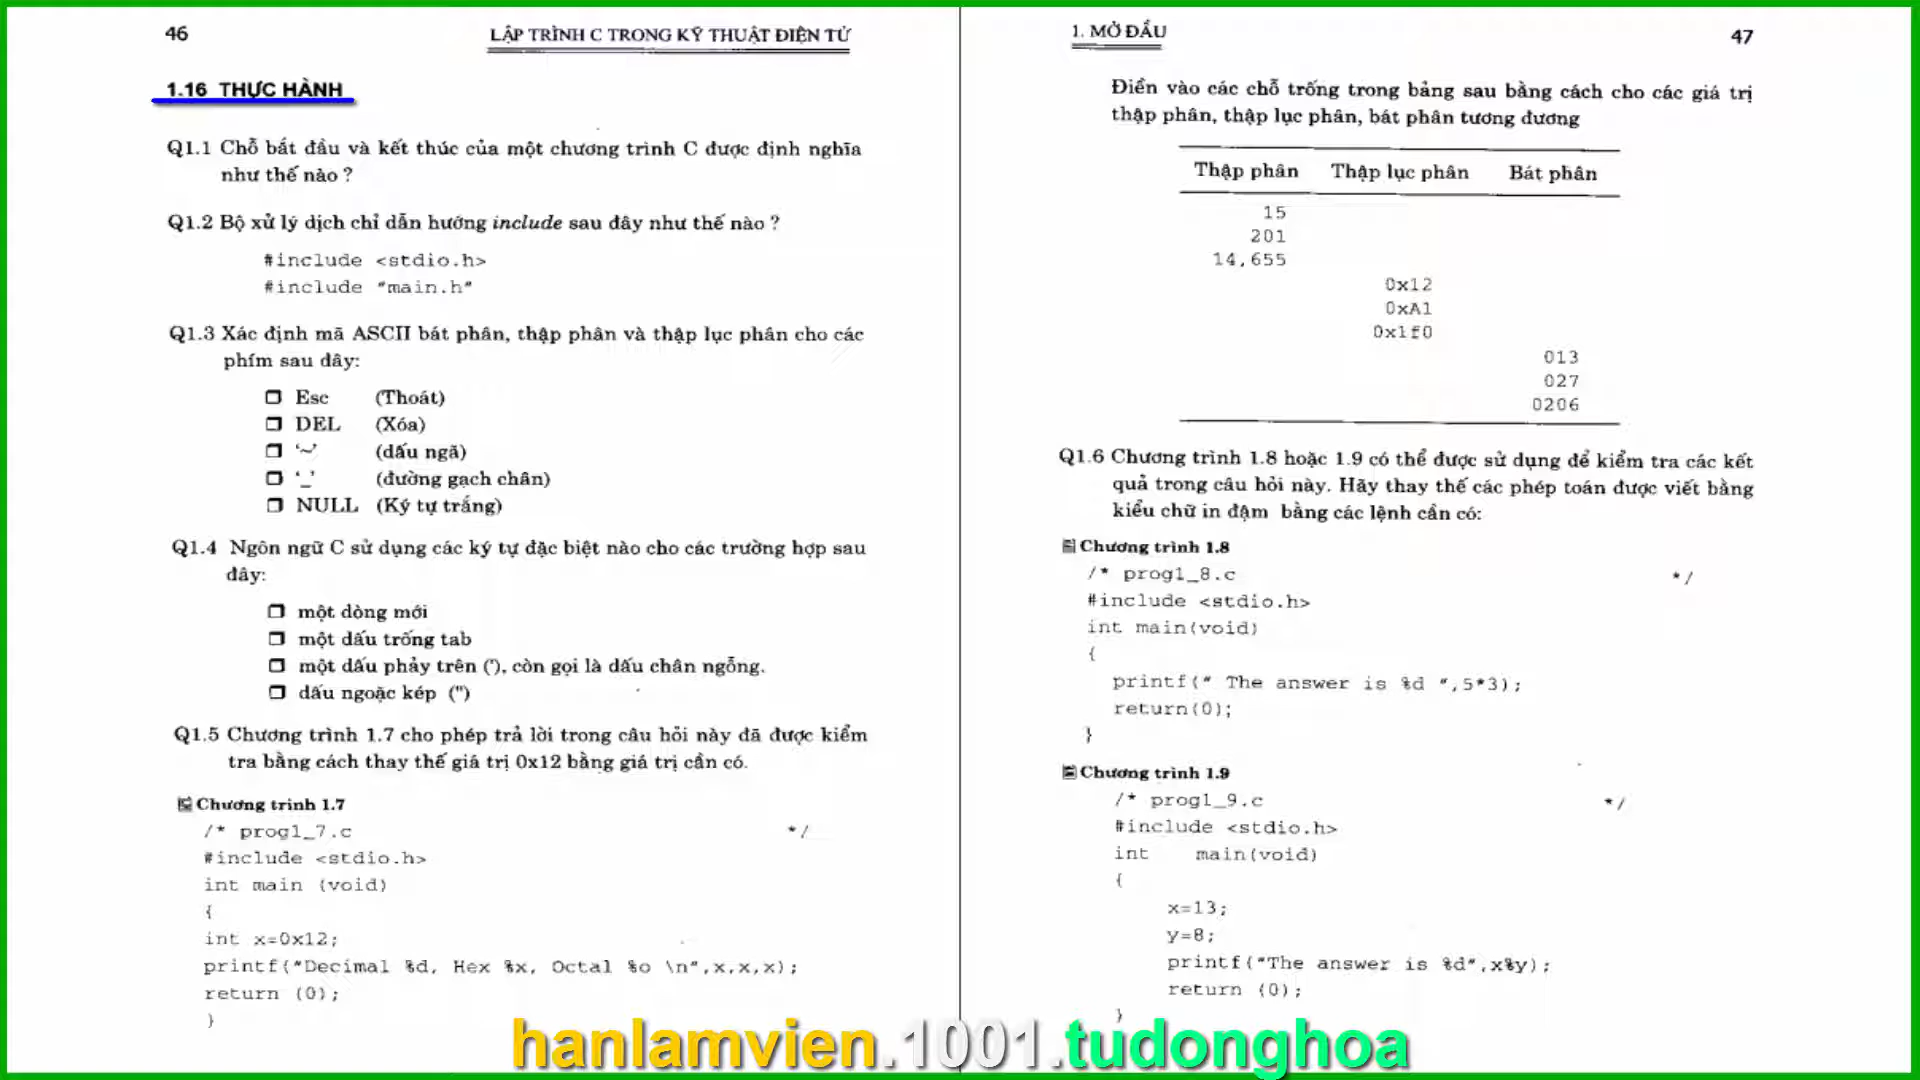 46
LẬP TRÌNH C TRONG KỸ THUẬT ĐIỆN TỬ
1.16 THỰC HÀNH
Q1.1 Chỗ bắt đầu và kết thúc của một chương trình C được định nghĩa
như thế nào ?
Q1.2 Bộ xử lý dịch chỉ dẫn hướng include sau đây như thế nào ?
#include <stdio.h>
#include "main.h"
Q1.3 Xác định mã ASCII bát phân, thập phân và thập lục phân cho các
phím sau đây:
❒ Esc (Thoát)
❒ DEL (Xóa)
❒ '~' (dấu ngã)
❒ '_' (đường gạch chân)
❒ NULL (Ký tự trắng)
Q1.4 Ngôn ngữ C sử dụng các ký tự đặc biệt nào cho các trường hợp sau
đây:
❒ một dòng mới
❒ một dấu trống tab
❒ một dấu phảy trên ('), còn gọi là dấu chân ngỗng.
❒ dấu ngoặc kép (")
Q1.5 Chương trình 1.7 cho phép trả lời trong câu hỏi này đã được kiểm
tra bằng cách thay thế giá trị 0x12 bằng giá trị cần có.
Chương trình 1.7
/* prog1_7.c */
#include <stdio.h>
int main (void)
{
int x=0x12;
printf("Decimal %d, Hex %x, Octal %o \n",x,x,x);
return (0);
}
1. MỞ ĐẦU
47
Điền vào các chỗ trống trong bảng sau bằng cách cho các giá trị
thập phân, thập lục phân, bát phân tương đương
Thập phân Thập lục phân Bát phân
15
201
14,655
0x12
0xA1
0x1f0
013
027
0206
Q1.6 Chương trình 1.8 hoặc 1.9 có thể được sử dụng để kiểm tra các kết
quả trong câu hỏi này. Hãy thay thế các phép toán được viết bằng
kiểu chữ in đậm bằng các lệnh cần có:
Chương trình 1.8
/* prog1_8.c */
#include <stdio.h>
int main(void)
{
printf(" The answer is %d ",5*3);
return(0);
}
Chương trình 1.9
/* prog1_9.c */
#include <stdio.h>
int main(void)
{
x=13;
y=8;
printf("The answer is %d",x%y);
return (0);
}
hanlamvien.1001.tudonghoa